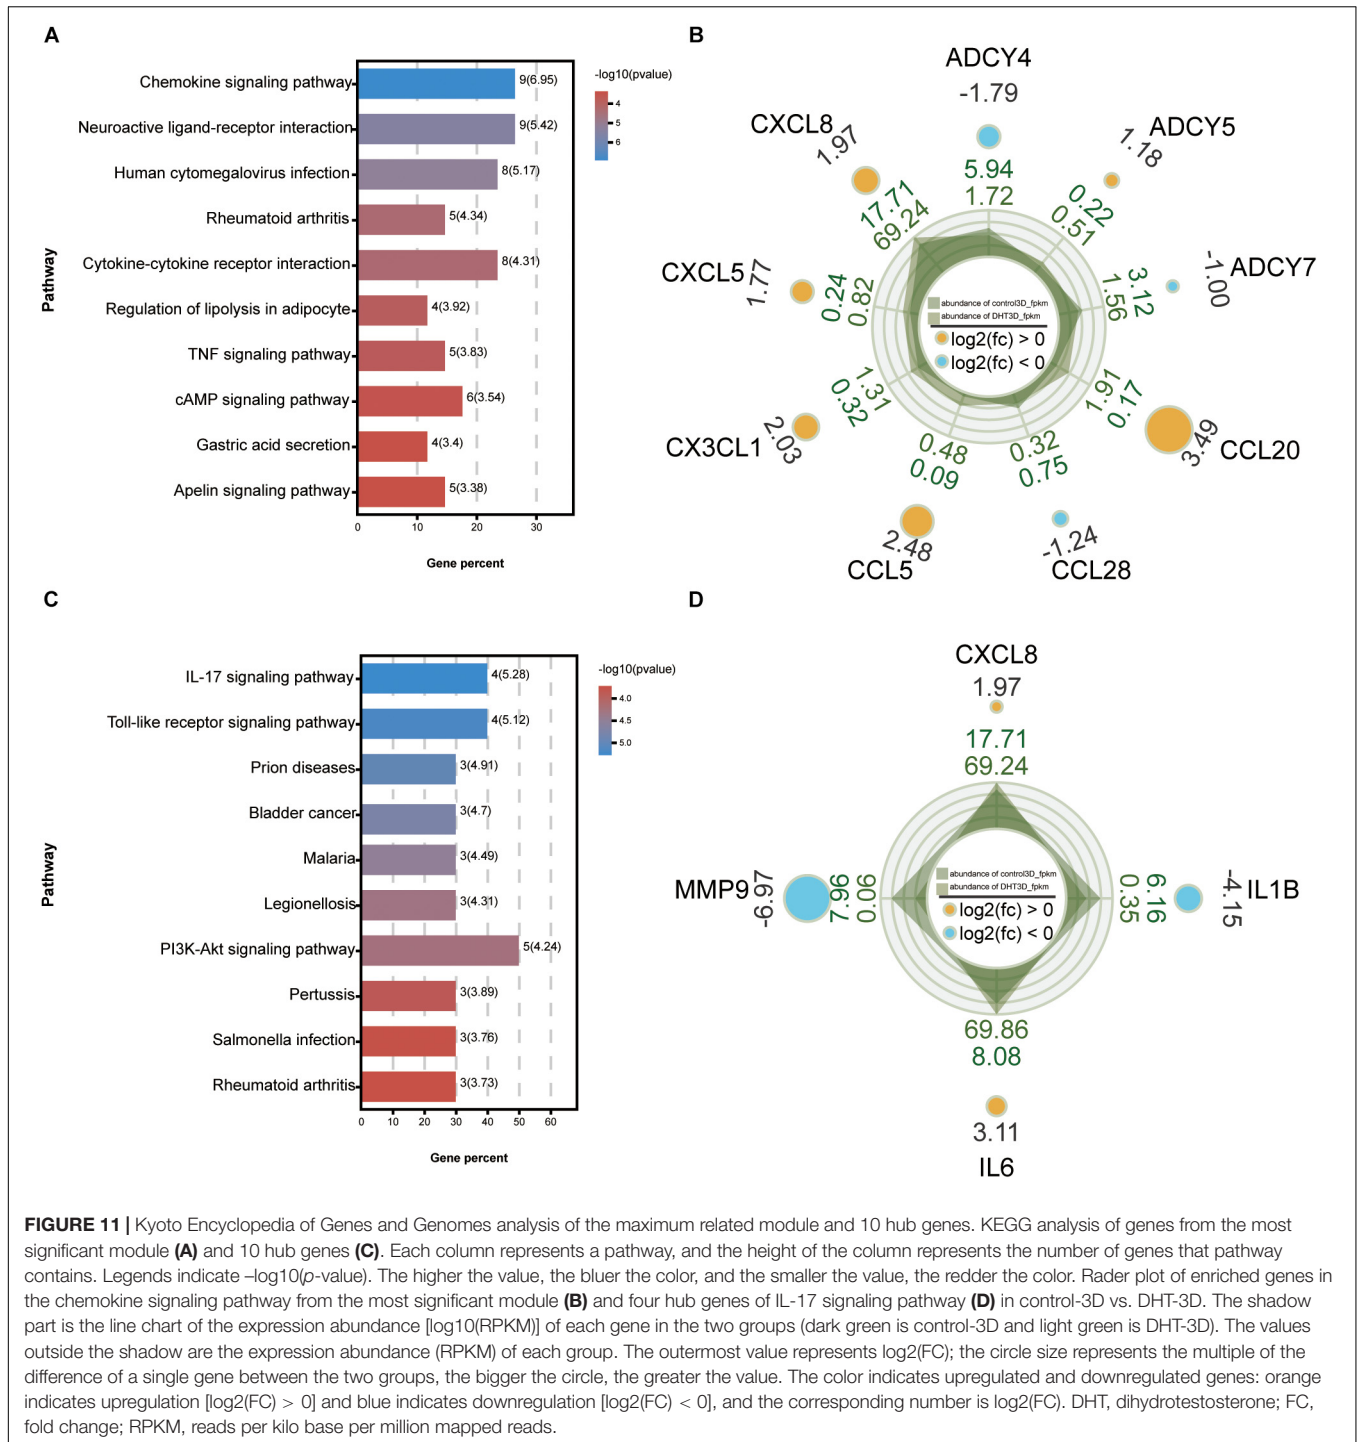 A
Chemokine signaling pathway
9(6.95)
Neuroactive ligand-receptor interaction
9(5.42)
Human cytomegalovirus infection
8(5.17)
Rheumatoid arthritis
5(4.34)
Cytokine-cytokine receptor interaction
8(4.31)
Regulation of lipolysis in adipocyte
4(3.92)
TNF signaling pathway
5(3.83)
cAMP signaling pathway
6(3.54)
Gastric acid secretion
4(3.4)
Apelin signaling pathway
5(3.38)
Pathway
0 10 20 30
Gene percent
-log10(pvalue)
4
5
6
B
ADCY4
-1.79
5.94
1.72
ADCY5
1.18
0.22
0.51
ADCY7
-1.00
3.12
1.56
CCL20
3.49
0.17
1.91
CCL28
-1.24
0.75
0.32
CCL5
2.48
0.09
0.48
CX3CL1
2.03
0.32
1.31
CXCL5
1.77
0.24
0.82
CXCL8
1.97
17.71
69.24
abundance of control3D_fpkm
abundance of DHT3D_fpkm
log2(fc) > 0
log2(fc) < 0
C
IL-17 signaling pathway
4(5.28)
Toll-like receptor signaling pathway
4(5.12)
Prion diseases
3(4.91)
Bladder cancer
3(4.7)
Malaria
3(4.49)
Legionellosis
3(4.31)
PI3K-Akt signaling pathway
5(4.24)
Pertussis
3(3.89)
Salmonella infection
3(3.76)
Rheumatoid arthritis
3(3.73)
Pathway
0 10 20 30 40 50 60
Gene percent
-log10(pvalue)
4.0
4.5
5.0
D
CXCL8
1.97
17.71
69.24
IL1B
-4.15
6.16
0.35
69.86
8.08
3.11
IL6
MMP9
-6.97
7.96
0.06
abundance of control3D_fpkm
abundance of DHT3D_fpkm
log2(fc) > 0
log2(fc) < 0
FIGURE 11 | Kyoto Encyclopedia of Genes and Genomes analysis of the maximum related module and 10 hub genes. KEGG analysis of genes from the most
significant module (A) and 10 hub genes (C). Each column represents a pathway, and the height of the column represents the number of genes that pathway
contains. Legends indicate –log10(p-value). The higher the value, the bluer the color, and the smaller the value, the redder the color. Rader plot of enriched genes in
the chemokine signaling pathway from the most significant module (B) and four hub genes of IL-17 signaling pathway (D) in control-3D vs. DHT-3D. The shadow
part is the line chart of the expression abundance [log10(RPKM)] of each gene in the two groups (dark green is control-3D and light green is DHT-3D). The values
outside the shadow are the expression abundance (RPKM) of each group. The outermost value represents log2(FC); the circle size represents the multiple of the
difference of a single gene between the two groups, the bigger the circle, the greater the value. The color indicates upregulated and downregulated genes: orange
indicates upregulation [log2(FC) > 0] and blue indicates downregulation [log2(FC) < 0], and the corresponding number is log2(FC). DHT, dihydrotestosterone; FC,
fold change; RPKM, reads per kilo base per million mapped reads.